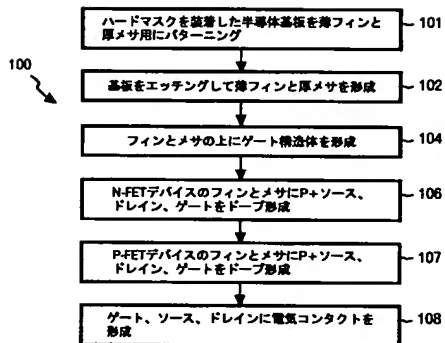 ハードマスクを装着した半導体基板を薄フィンと
厚メサ用にパターニング
101
100
基板をエッチングして薄フィンと厚メサを形成
102
フィンとメサの上にゲート構造体を形成
104
N-FETデバイスのフィンとメサにP+ソース、
ドレイン、ゲートをドープ形成
106
P-FETデバイスのフィンとメサにP+ソース、
ドレイン、ゲートをドープ形成
107
ゲート、ソース、ドレインに電気コンタクトを
形成
108